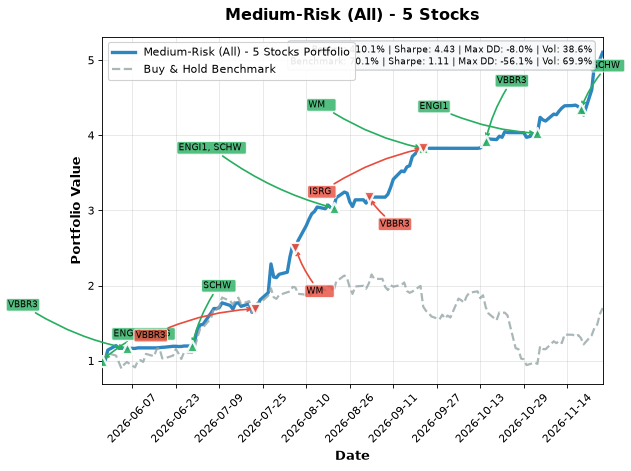 Medium-Risk (All) - 5 Stocks
Medium-Risk (All) - 5 Stocks Portfolio
Buy & Hold Benchmark
10.1% | Sharpe: 4.43 | Max DD: -8.0% | Vol: 38.6%
Benchmark: 70.1% | Sharpe: 1.11 | Max DD: -56.1% | Vol: 69.9%
SCHW
VBBR3
WM
ENGI1
ENGI1, SCHW
ISRG
VBBR3
SCHW
WM
VBBR3
VBBR3
Portfolio Value
5
4
3
2
1
2026-06-07
2026-06-23
2026-07-09
2026-07-25
2026-08-10
2026-08-26
2026-09-11
2026-09-27
2026-10-13
2026-10-29
2026-11-14
Date